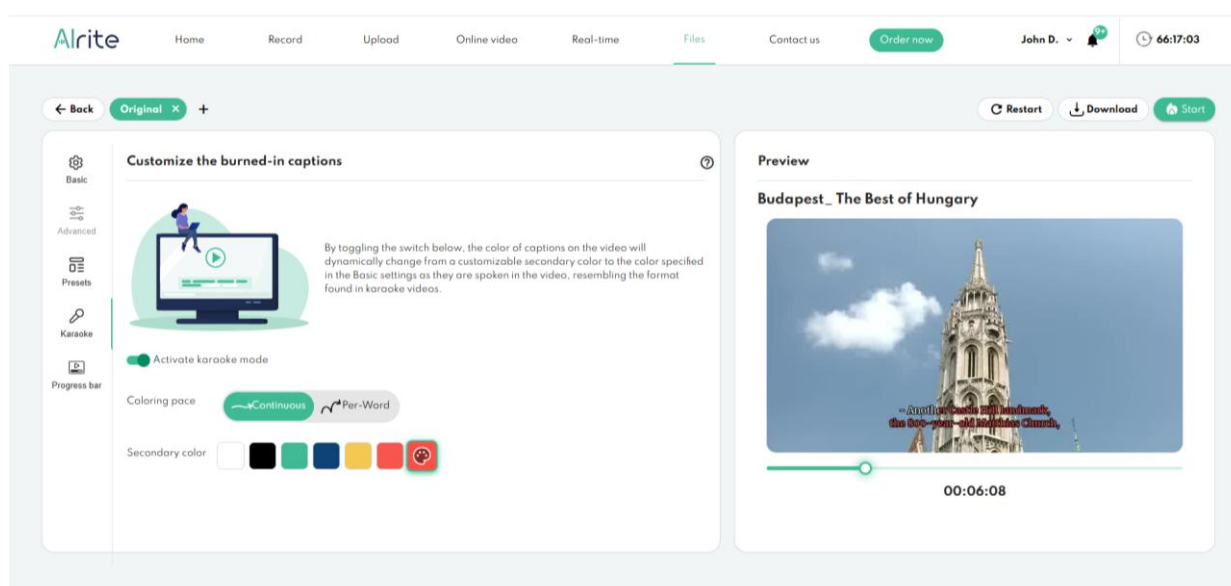 AIrite
Home
Record
Upload
Online video
Real-time
Files
Contact us
Order now
John D.
9+
66:17:03
Back
Original ×
+
Restart
Download
Start
Basic
Advanced
Presets
Karaoke
Progress bar
Customize the burned-in captions
By toggling the switch below, the color of captions on the video will
dynamically change from a customizable secondary color to the color specified
in the Basic settings as they are spoken in the video, resembling the format
found in karaoke videos.
Activate karaoke mode
Coloring pace
Continuous
Per-Word
Secondary color
Preview
Budapest_ The Best of Hungary
- Another Castle Hill landmark,
the 800-year-old Matthias Church,
00:06:08